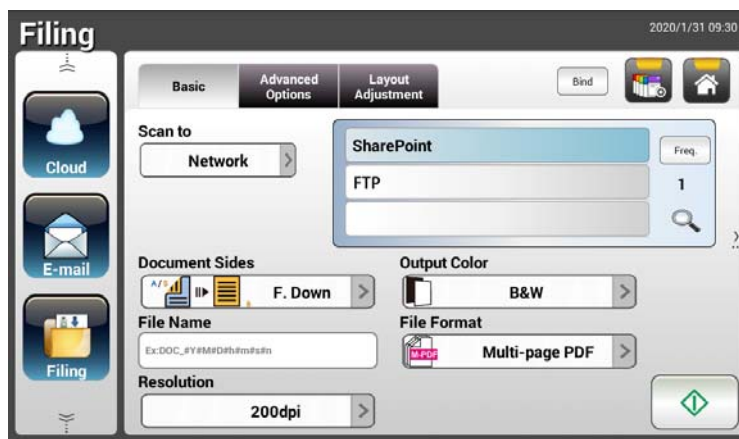 Filing
2020/1/31 09:30
Basic
Advanced
Options
Layout
Adjustment
Bind
Cloud
E-mail
Filing
Scan to
Network
SharePoint
FTP
Freq.
1
Document Sides
A/S
F. Down
Output Color
B&W
File Name
Ex:DOC_#Y#M#D#h#m#s#n
File Format
M-PDF
Multi-page PDF
Resolution
200dpi